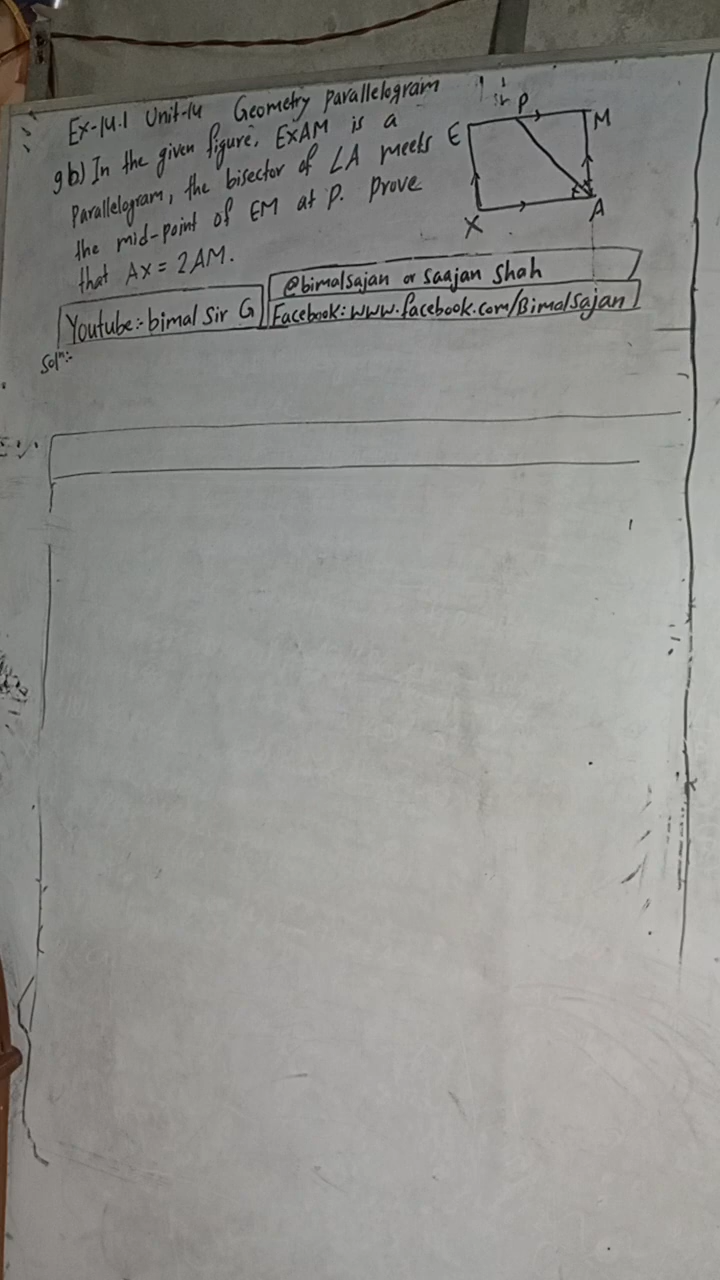 Ex-14.1 Unit-14 Geometry Parallelogram
9b) In the given figure, EXAM is a
Parallelogram, the bisector of ∠A meets
the mid-point of EM at P. Prove
that AX = 2AM.
E P M
X A
@bimalsajan or Saajan Shah
Youtube:- bimal Sir G
Facebook: www.facebook.com/Bimalsajan
Solⁿ:-